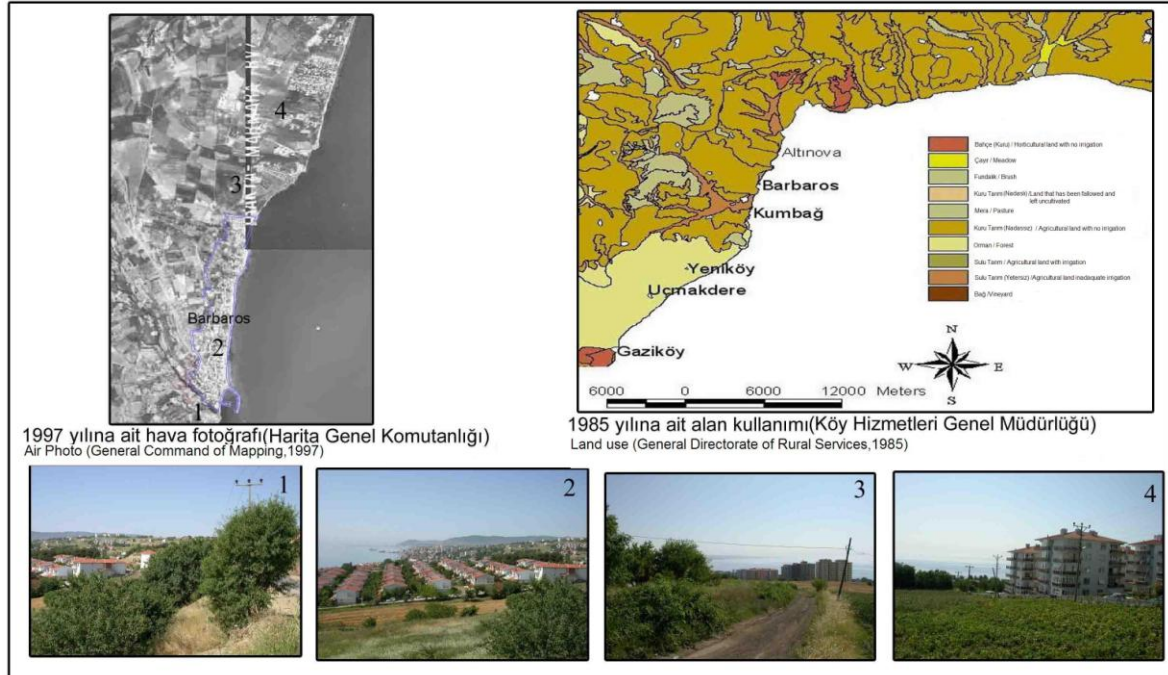 4
3
Barbaros
2
1
1997 yılına ait hava fotoğrafı(Harita Genel Komutanlığı)
Air Photo (General Command of Mapping,1997)
Altınova
Barbaros
Kumbağ
Yeniköy
Uçmakdere
Gaziköy
Bahçe (Kuru) / Horticultural land with no irrigation
Çayır / Meadow
Fundalık / Brush
Kuru Tarım (Nadaslı) /Land that has been fallowed and
left uncultivated
Mera / Pasture
Kuru Tarım (Nadassız) / Agricultural land with no irrigation
Orman / Forest
Sulu Tarım / Agricultural land with irrigation
Sulu Tarım (Yetersiz) /Agricultural land inadequate irrigation
Bağ /Vineyard
N
W E
S
6000 0 6000 12000 Meters
1985 yılına ait alan kullanımı(Köy Hizmetleri Genel Müdürlüğü)
Land use (General Directorate of Rural Services,1985)
1
2
3
4